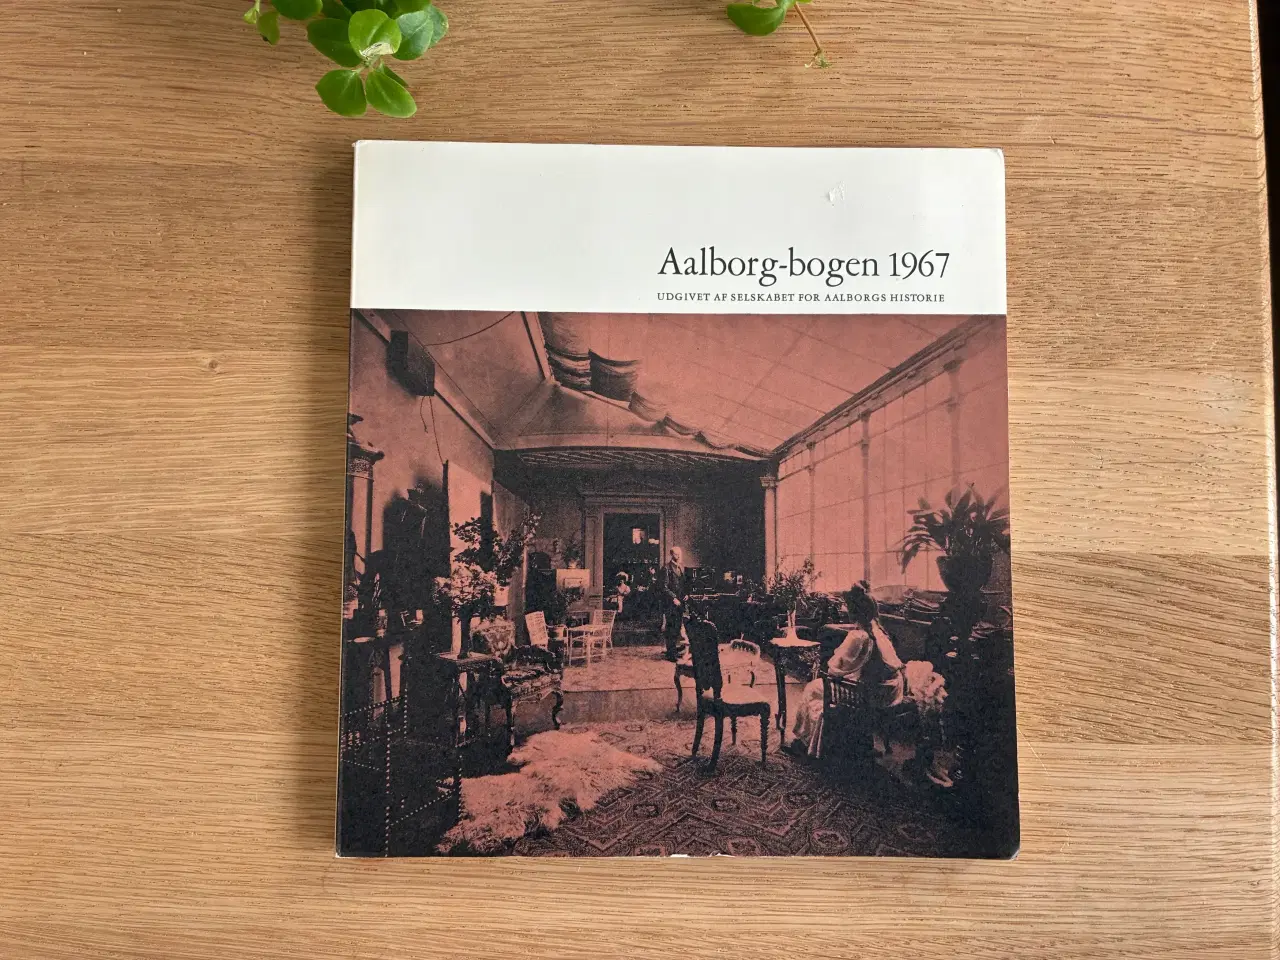 Aalborg-bogen 1967
UDGIVET AF SELSKABET FOR AALBORGS HISTORIE